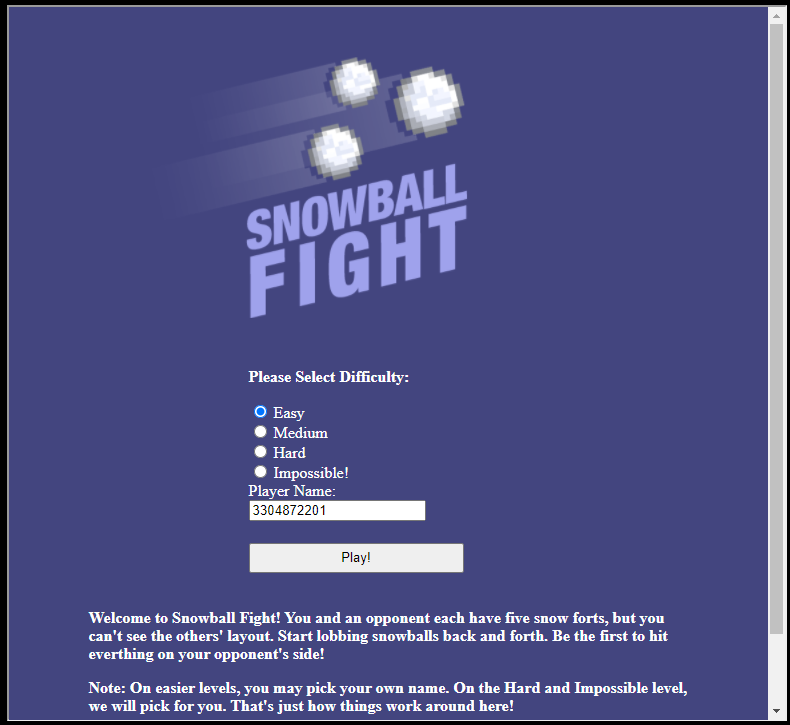 SNOWBALL
FIGHT
Please Select Difficulty:
Easy
Medium
Hard
Impossible!
Player Name:
3304872201
Play!
Welcome to Snowball Fight! You and an opponent each have five snow forts, but you
can't see the others' layout. Start lobbing snowballs back and forth. Be the first to hit
everthing on your opponent's side!
Note: On easier levels, you may pick your own name. On the Hard and Impossible level,
we will pick for you. That's just how things work around here!